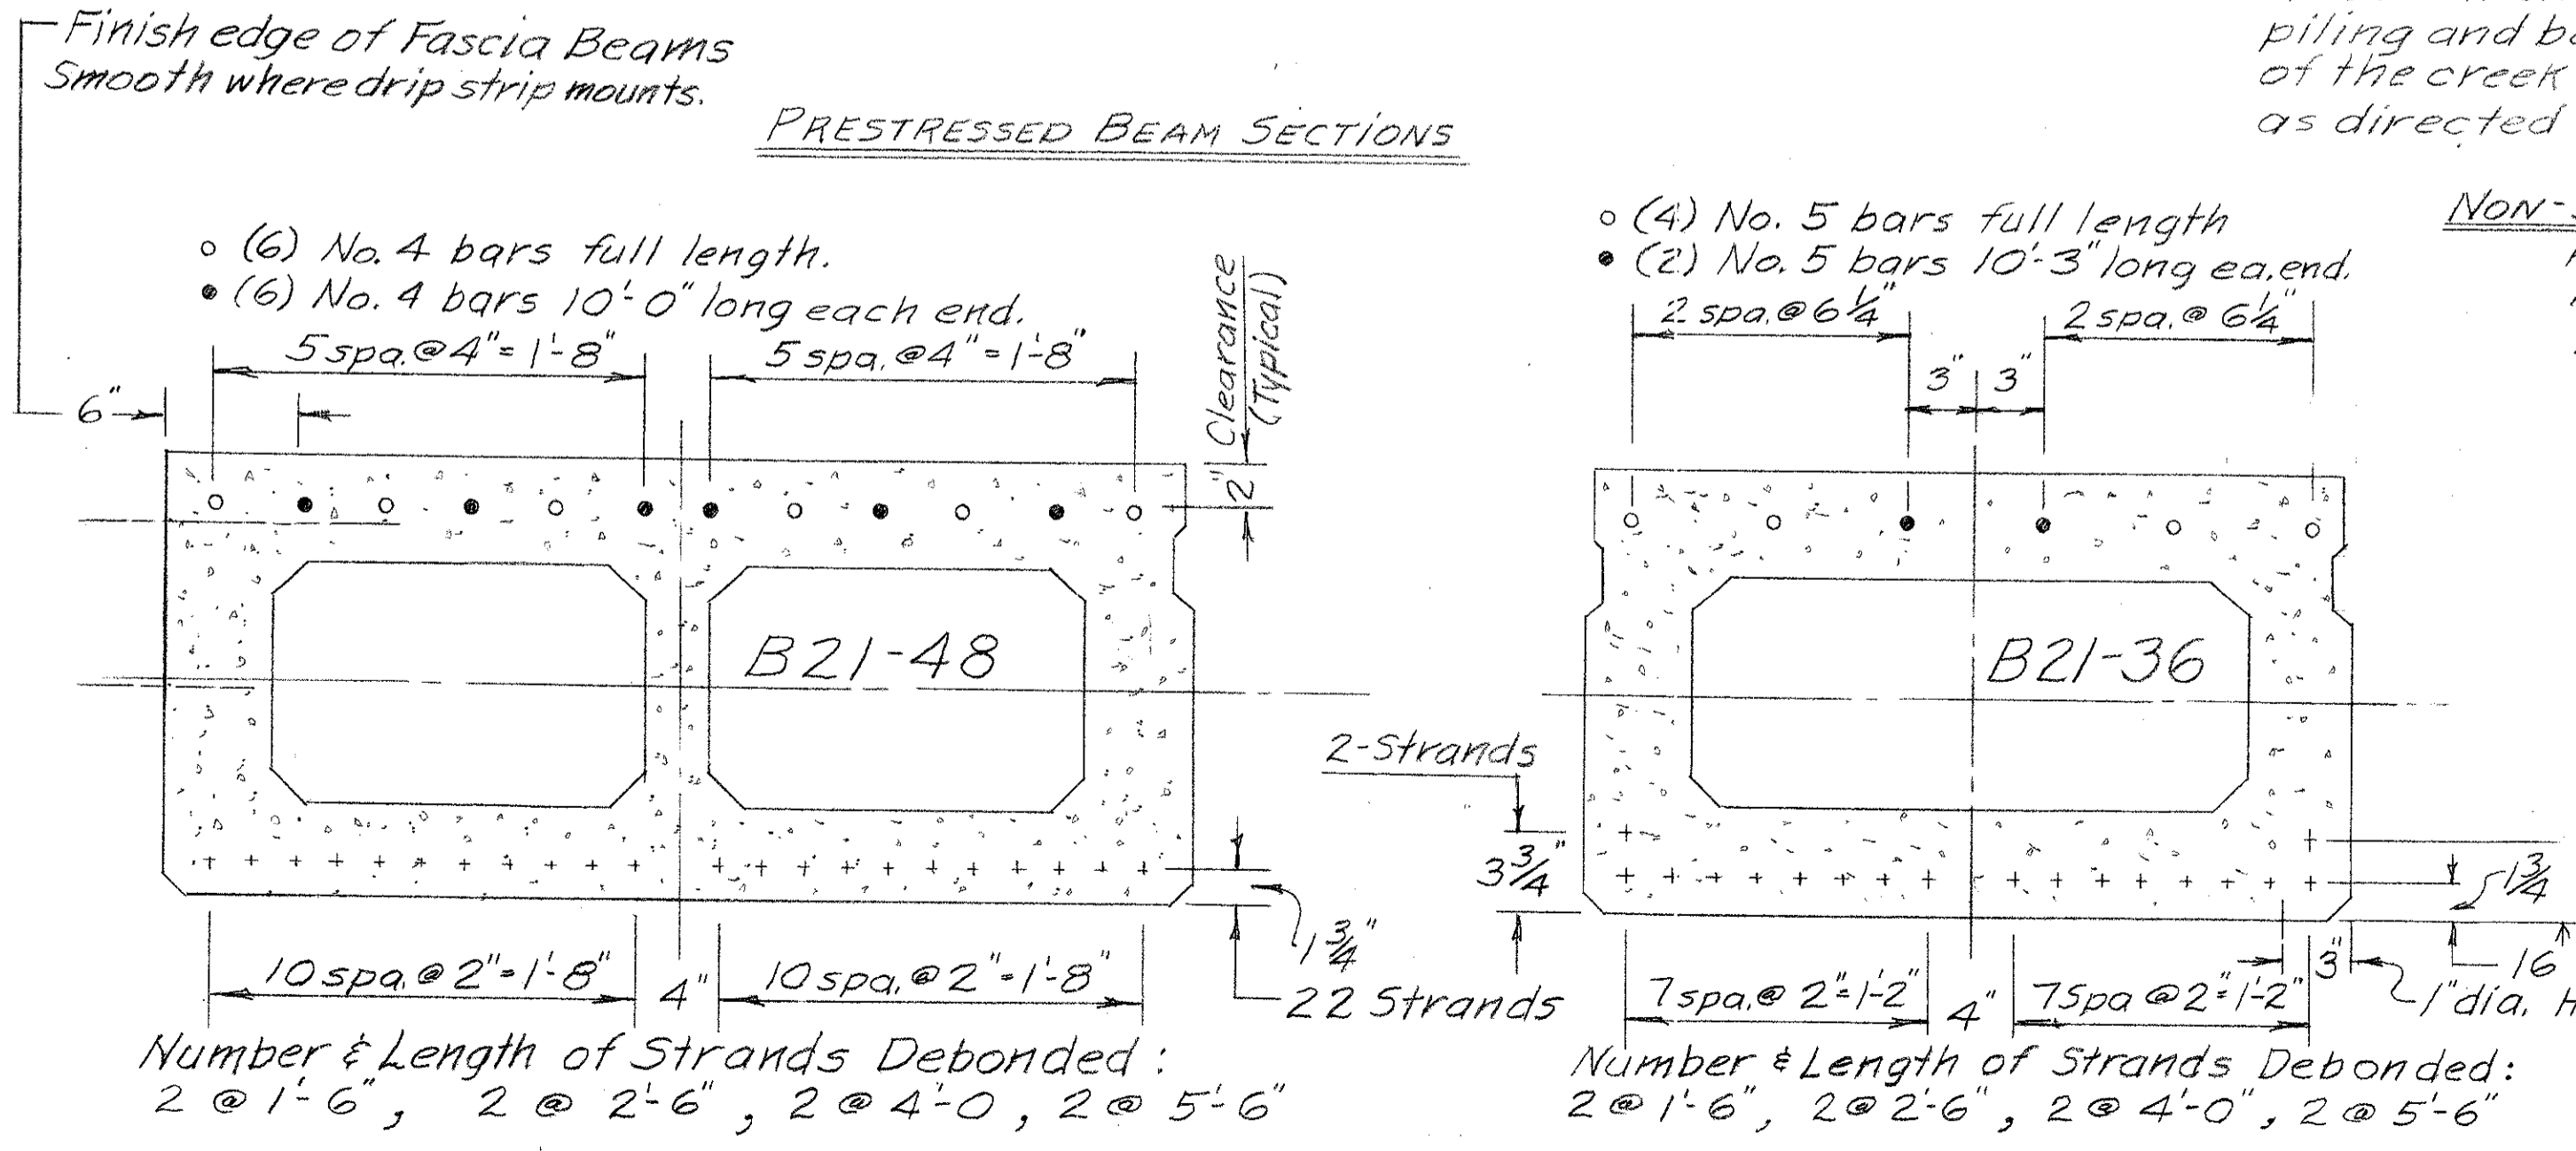 Finish edge of Fascia Beams
Smooth where drip strip mounts.
PRESTRESSED BEAM SECTIONS
piling and
of the creek
as directed
NON-
(6) No. 4 bars full length.
(6) No. 4 bars 10'-0" long each end.
5 spa. @ 4" = 1'-8"
5 spa. @ 4" = 1'-8"
6"
2" Clearance
(Typical)
B21-48
1 3/4"
22 Strands
10 spa. @ 2" = 1'-8"
4"
10 spa. @ 2" = 1'-8"
Number & Length of Strands Debonded:
2 @ 1'-6", 2 @ 2'-6", 2 @ 4'-0, 2 @ 5'-6"
(4) No. 5 bars full length
(2) No. 5 bars 10'-3" long ea. end.
2 spa. @ 6 1/4"
2 spa. @ 6 1/4"
3"
3"
B21-36
2-Strands
3 3/4"
1 3/4
3"
16
1" dia.
7 spa. @ 2" = 1'-2"
4"
7 Spa @ 2" = 1'-2"
Number & Length of Strands Debonded:
2 @ 1'-6", 2 @ 2'-6", 2 @ 4'-0", 2 @ 5'-6"